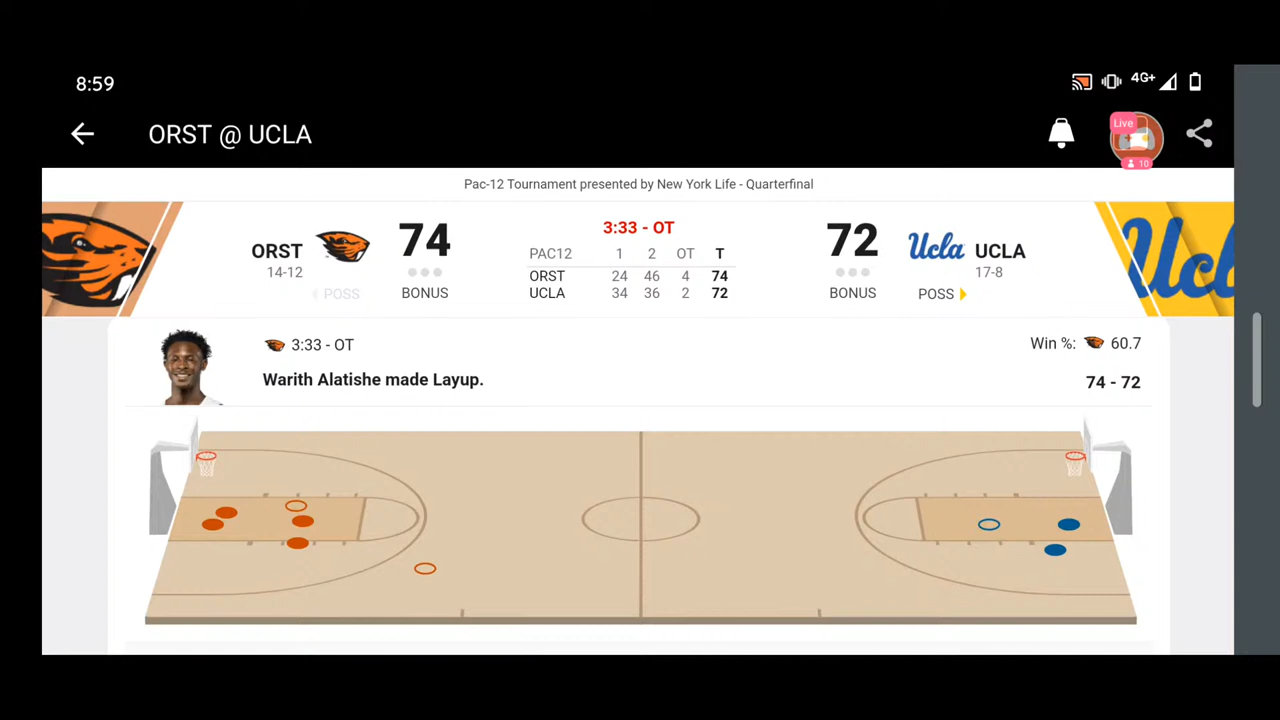 8:59
4G+
ORST @ UCLA
Live
10
Pac-12 Tournament presented by New York Life - Quarterfinal
ORST
14-12
POSS
74
BONUS
3:33 - OT
PAC12 1 2 OT T
ORST 24 46 4 74
UCLA 34 36 2 72
72
BONUS
Ucla
UCLA
17-8
POSS
Ucl
3:33 - OT
Win %: 60.7
Warith Alatishe made Layup.
74 - 72